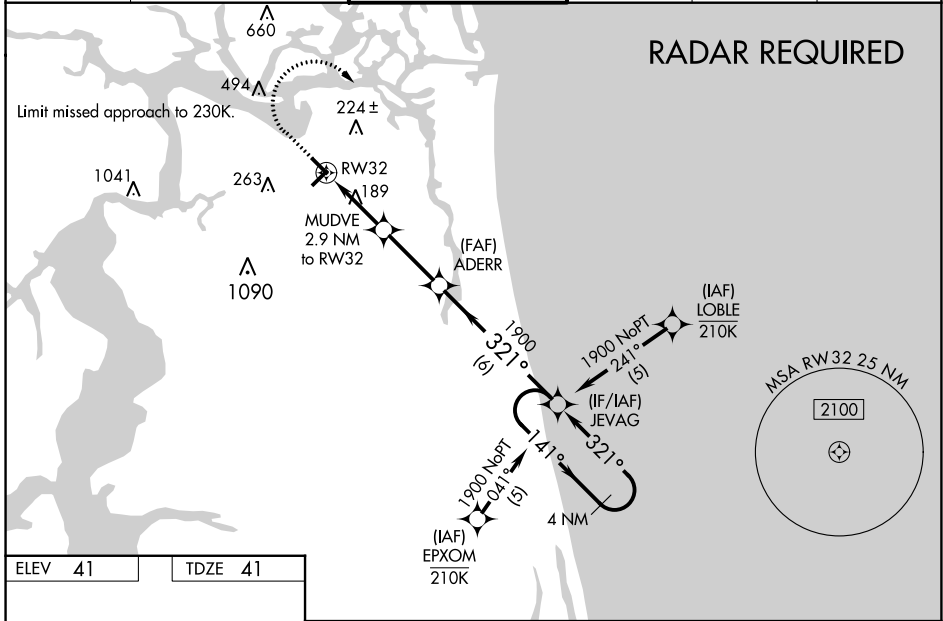 660
RADAR REQUIRED
494
Limit missed approach to 230K.
224 ±
RW32
1041
263
189
MUDVE
2.9 NM
to RW32
(FAF)
ADERR
1090
(IAF)
LOBLE
210K
1900
321°
(6)
1900 NoPT
241°
(5)
MSA RW 32 25 NM
2100
(IF/IAF)
JEVAG
141°
321°
1900 NoPT
041°
(5)
4 NM
(IAF)
EPXOM
210K
ELEV 41
TDZE 41